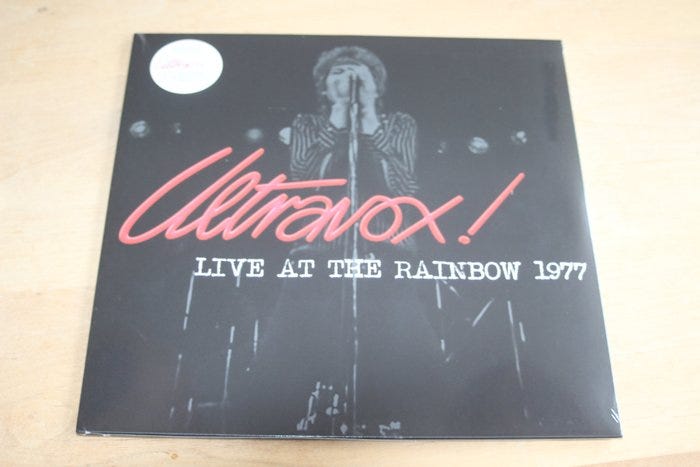 Ultravox!
LIVE AT THE RAINBOW 1977